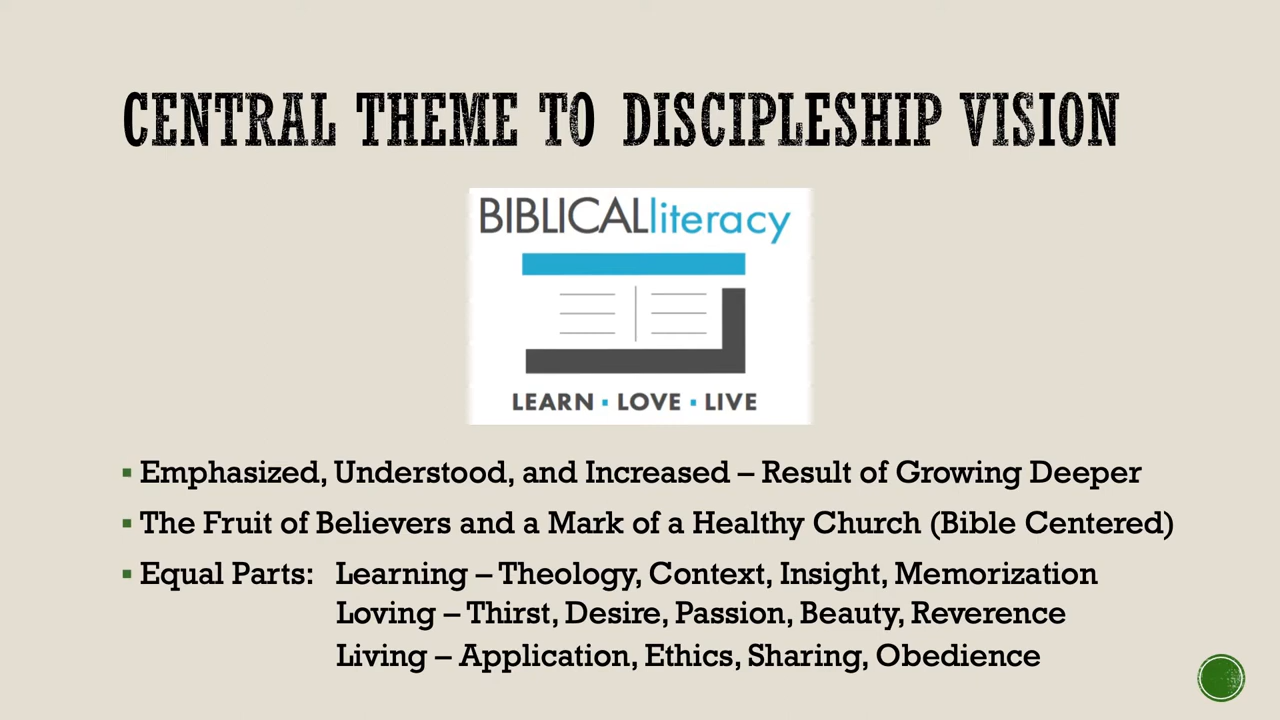 CENTRAL THEME TO DISCIPLESHIP VISION
BIBLICALliteracy
LEARN ▪ LOVE ▪ LIVE
▪ Emphasized, Understood, and Increased – Result of Growing Deeper
▪ The Fruit of Believers and a Mark of a Healthy Church (Bible Centered)
▪ Equal Parts: Learning – Theology, Context, Insight, Memorization
Loving – Thirst, Desire, Passion, Beauty, Reverence
Living – Application, Ethics, Sharing, Obedience